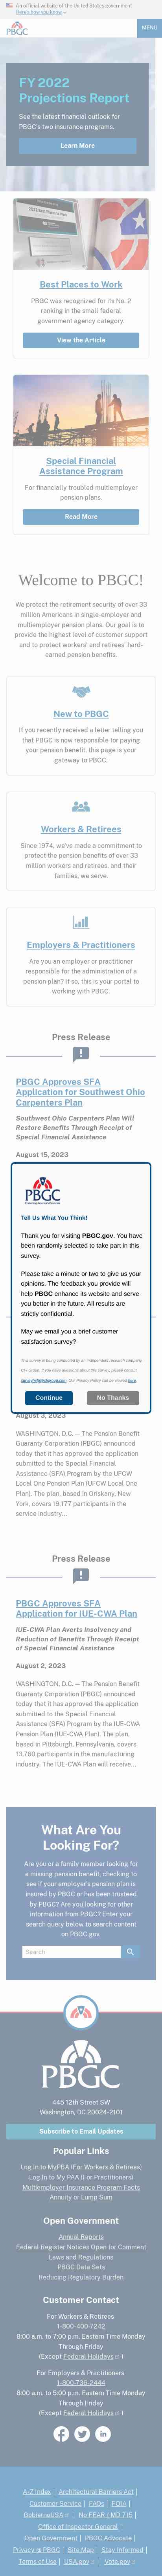 An official website of the United States government
Here's how you know
PBGC
MENU
FY 2022
Projections Report
See the latest financial outlook for
PBGC's two insurance programs.
Learn More
Best Places to Work
PBGC was recognized for its No. 2
ranking in the small federal
government agency category.
View the Article
Special Financial
Assistance Program
For financially troubled multiemployer
pension plans.
Read More
Welcome to PBGC!
We protect the retirement security of over 33
million workers and retirees in single-
employer and multiemployer pension
plans. Our goal is to provide the highest
level of customer service and support
to protect workers' and retirees' hard-
earned pension benefits.
New to PBGC
If you recently received a letter telling you
that PBGC is now responsible for paying
your pension benefit, this page is your
gateway to PBGC.
Workers & Retirees
Since 1974, we've made a commitment to
protect the pension benefits of over 33
million workers and retirees, and their
families, we serve.
Employers & Practitioners
Are you an employer or practitioner
responsible for the administration of a
pension plan? If so, this is your portal to
working with PBGC.
Press Release
PBGC Approves SFA
Application for Southwest Ohio
Carpenters Plan
Southwest Ohio Carpenters Plan Will
Restore Benefits Through Receipt of
Special Financial Assistance
August 15, 2023
PBGC
Tell Us What You Think!
Thank you for visiting PBGC.gov. You have
been randomly selected to take part in this
survey.
Please take a minute or two to give us your
opinions. The feedback you provide will
help PBGC enhance its website and serve
you better in the future. All results are
strictly confidential.
May we email you a brief customer
satisfaction survey?
This survey is being conducted by an independent research company,
CFI Group. If you have questions about this survey, please contact
Our Privacy Policy can be viewed here.
Continue
No Thanks
August 3, 2023
WASHINGTON, D.C. — The Pension Benefit
Guaranty Corporation (PBGC) announced
today that it has approved the application
submitted to the Special Financial
Assistance (SFA) Program by the UFCW
Local One Pension Plan (UFCW Local One
Plan). The plan, based in Oriskany, New
York, covers 19,177 participants in the
service industry...
Press Release
PBGC Approves SFA
Application for IUE-CWA Plan
IUE-CWA Plan Averts Insolvency and
Reduction of Benefits Through Receipt
of Special Financial Assistance
August 2, 2023
WASHINGTON, D.C. — The Pension Benefit
Guaranty Corporation (PBGC) announced
today that it has approved the application
submitted to the Special Financial
Assistance (SFA) Program by the IUE-CWA
Pension Plan (IUE-CWA Plan). The plan,
based in Pittsburgh, Pennsylvania, covers
13,760 participants in the manufacturing
industry. The IUE-CWA Plan will receive...
What Are You
Looking For?
Are you or a family member looking for
a missing pension benefit, checking to
see if your employer's pension plan is
insured by PBGC or has been trusteed
by PBGC? Are you looking for other
information from PBGC? Enter your
search query below to search content
on PBGC.gov.
Search
PBGC
445 12th Street SW
Washington, DC 20024-2101
Subscribe to Email Updates
Popular Links
Log In to MyPBA (For Workers & Retirees)
Log In to My PAA (For Practitioners)
Multiemployer Insurance Program Facts
Annuity or Lump Sum
Open Government
Annual Reports
Federal Register Notices Open for Comment
Laws and Regulations
PBGC Data Sets
Reducing Regulatory Burden
Customer Contact
For Workers & Retirees
1-800-400-7242
8:00 a.m. to 7:00 p.m. Eastern Time Monday
Through Friday
(Except Federal Holidays )
For Employers & Practitioners
1-800-736-2444
8:00 a.m. to 5:00 p.m. Eastern Time Monday
Through Friday
(Except Federal Holidays )
A-Z Index | Architectural Barriers Act |
Customer Service | FAQs | FOIA |
GobiernoUSA | No FEAR / MD 715 |
Office of Inspector General |
Open Government | PBGC Advocate |
Privacy @ PBGC | Site Map | Stay Informed |
Terms of Use | USA.gov | Vote.gov